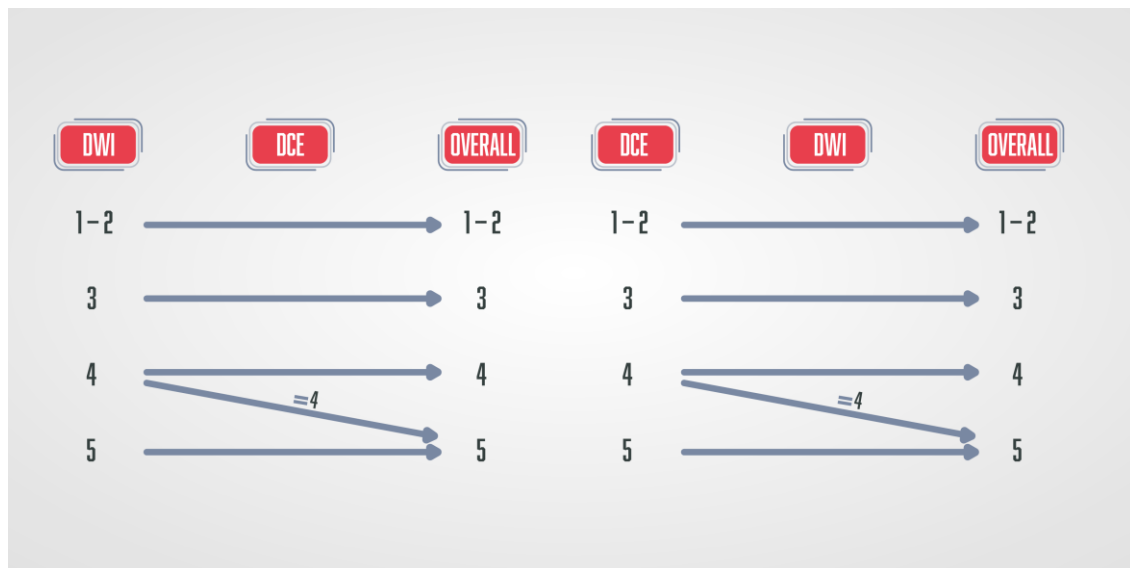 DWI DCE OVERALL DCE DWI OVERALL
1-2 1-2 1-2 1-2
3 3 3 3
4 4 4 4
=4 =4
5 5 5 5